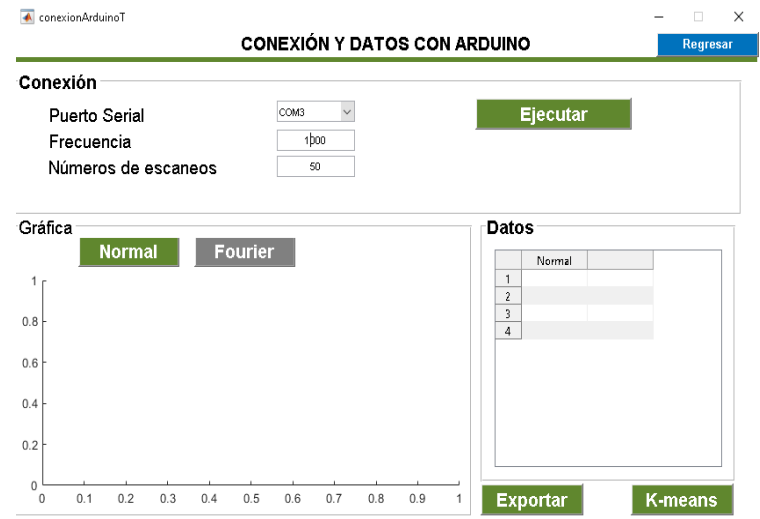 conexionArduinoT
CONEXIÓN Y DATOS CON ARDUINO
Regresar
Conexión
Puerto Serial
COM3
Ejecutar
Frecuencia
1000
Números de escaneos
50
Gráfica
Normal
Fourier
1
0.8
0.6
0.4
0.2
0
0 0.1 0.2 0.3 0.4 0.5 0.6 0.7 0.8 0.9 1
Datos
Normal
1
2
3
4
Exportar
K-means